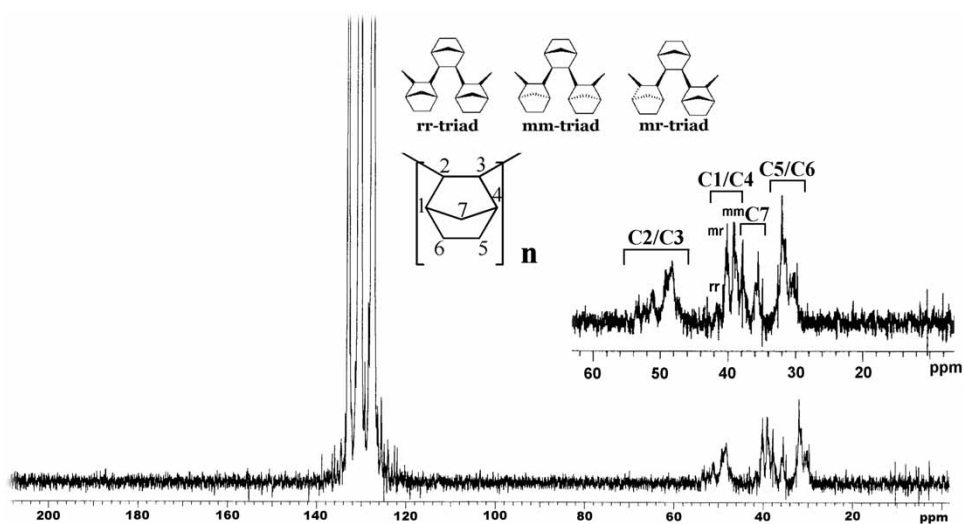 rr-triad mm-triad mr-triad
2 3
1 7 4
6 5
n
C2/C3
C1/C4
C5/C6
mr
mm
C7
rr
60 50 40 30 20 ppm
200 180 160 140 120 100 80 60 40 20 ppm